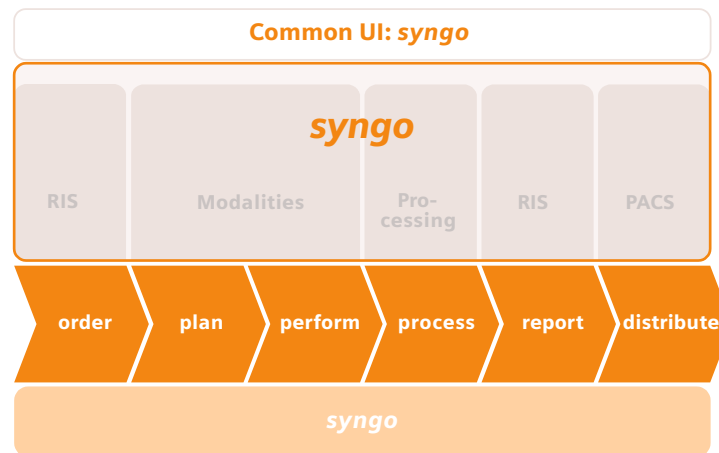 Common UI: syngo
syngo
RIS
Modalities
Pro-
cessing
RIS
PACS
order
plan
perform
process
report
distribute
syngo